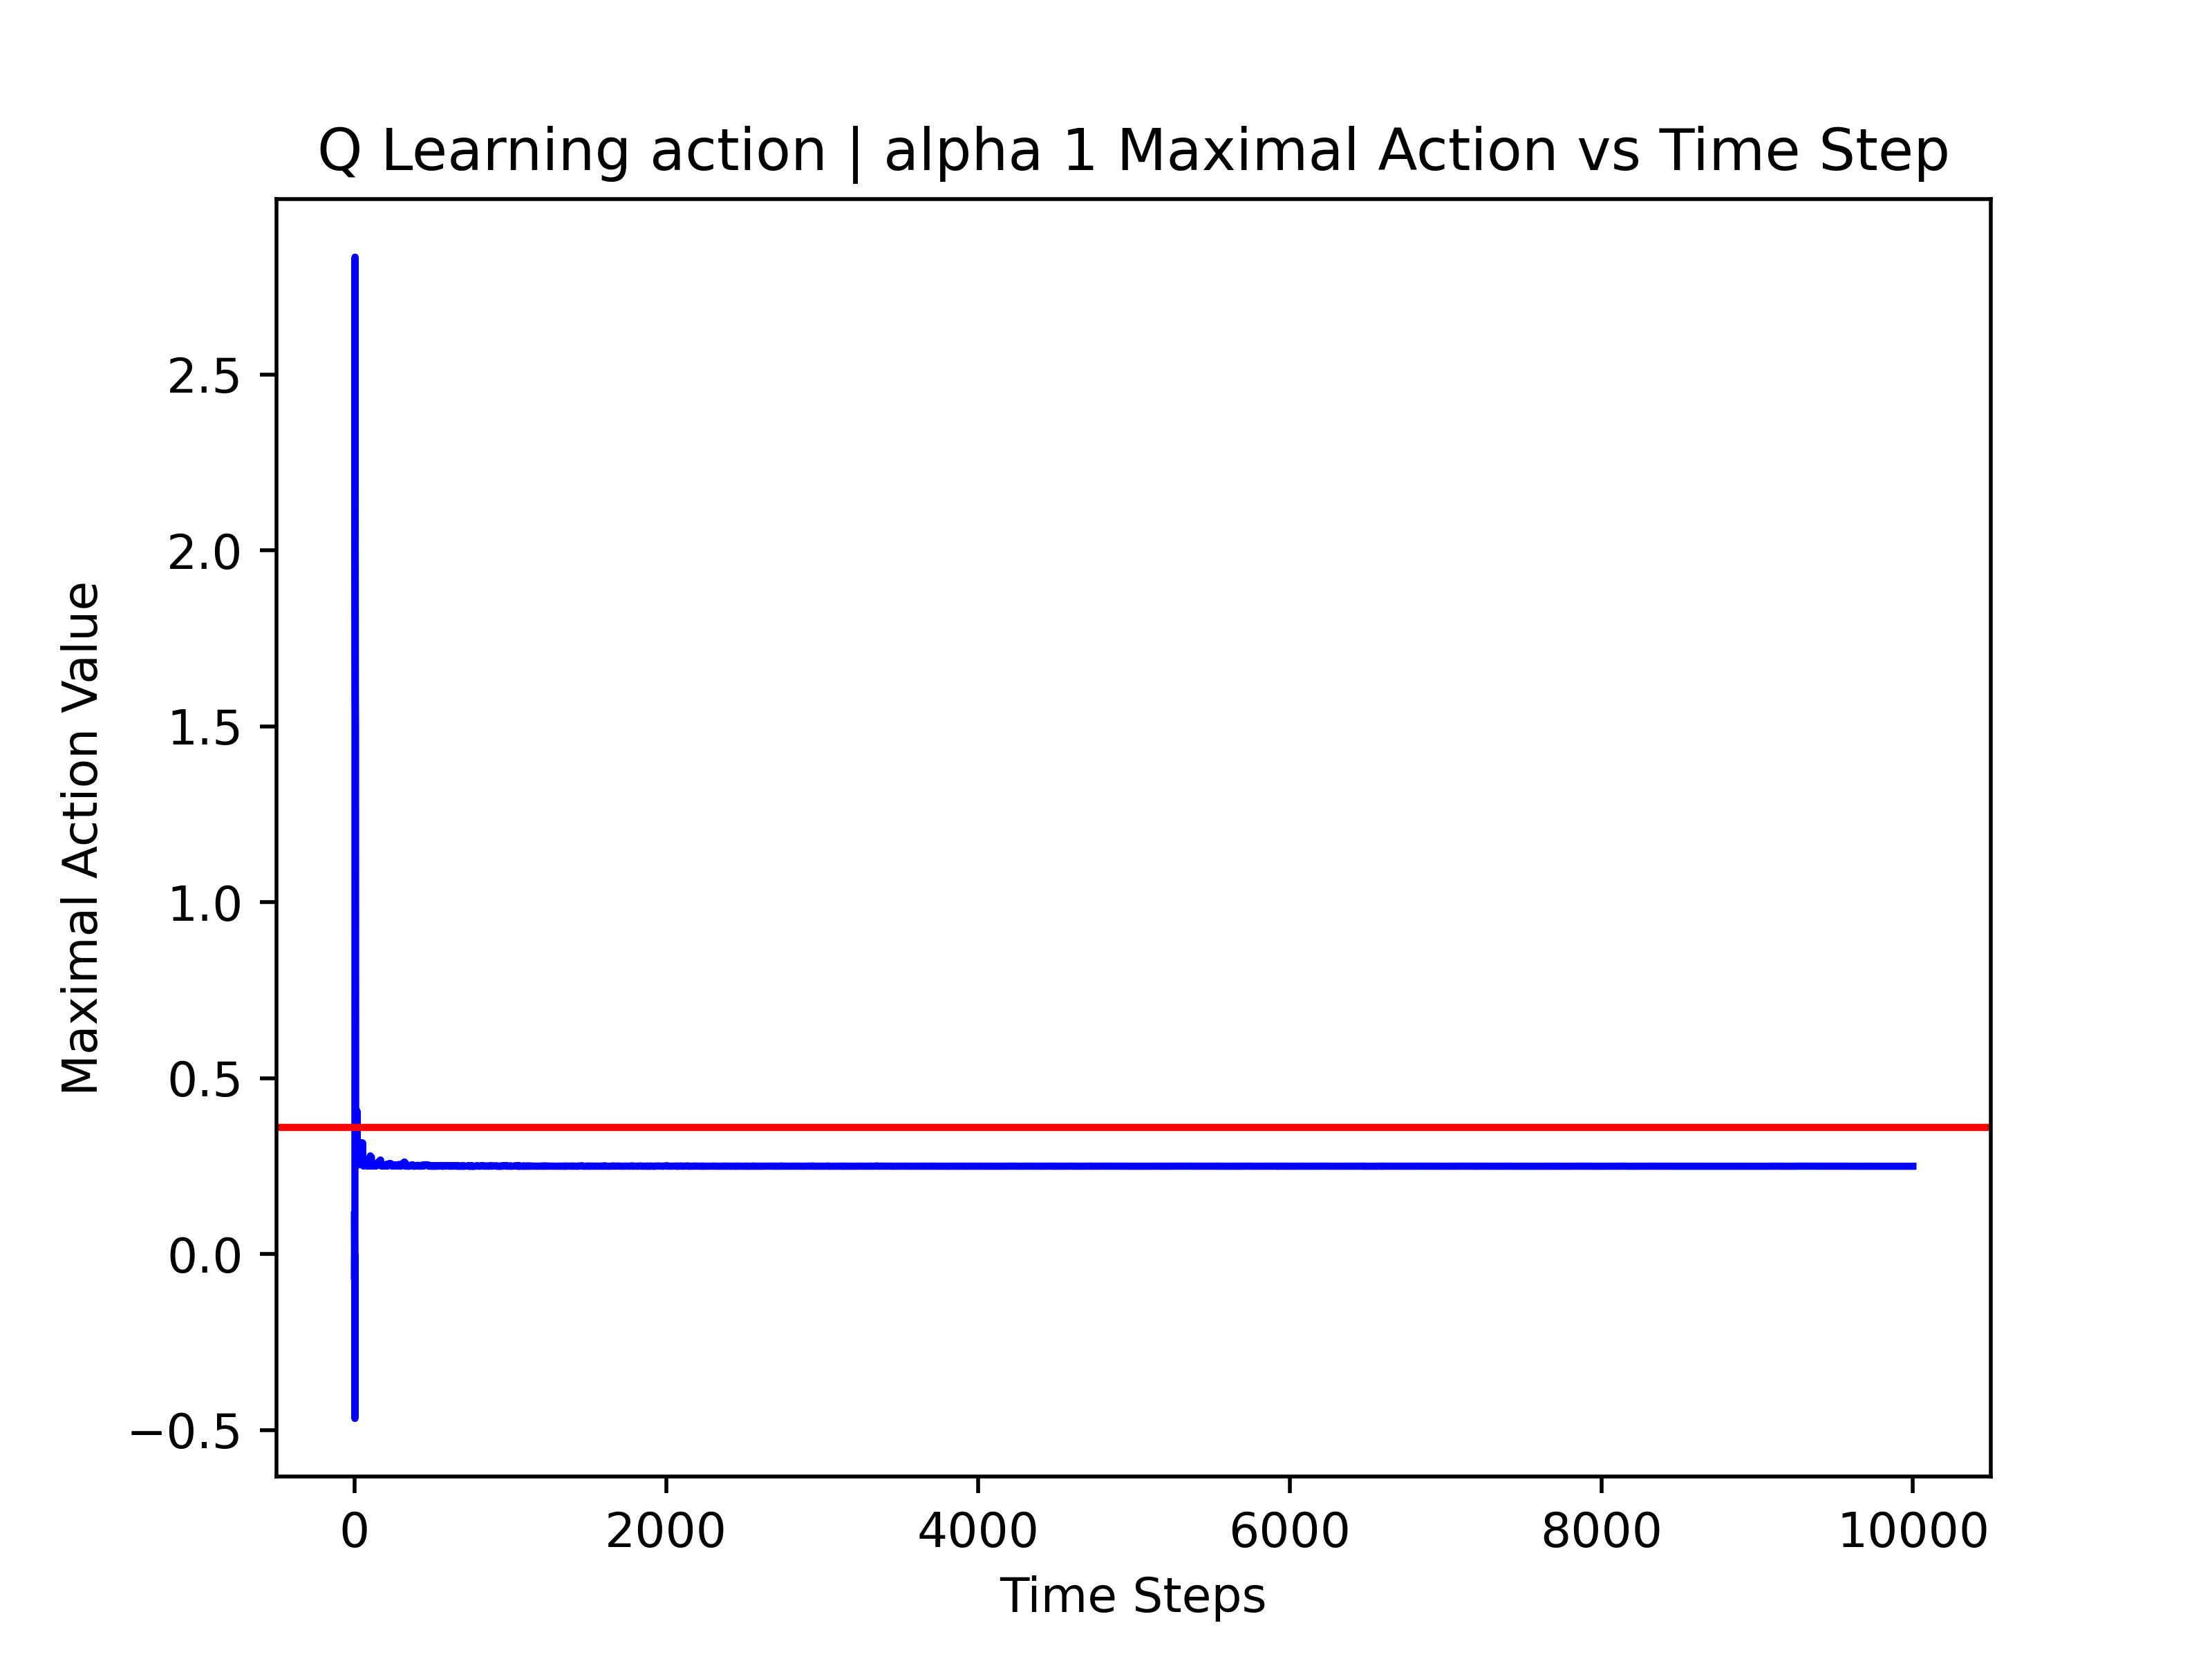 Q Learning action | alpha 1 Maximal Action vs Time Step
Maximal Action Value
2.5
2.0
1.5
1.0
0.5
0.0
−0.5
0 2000 4000 6000 8000 10000
Time Steps